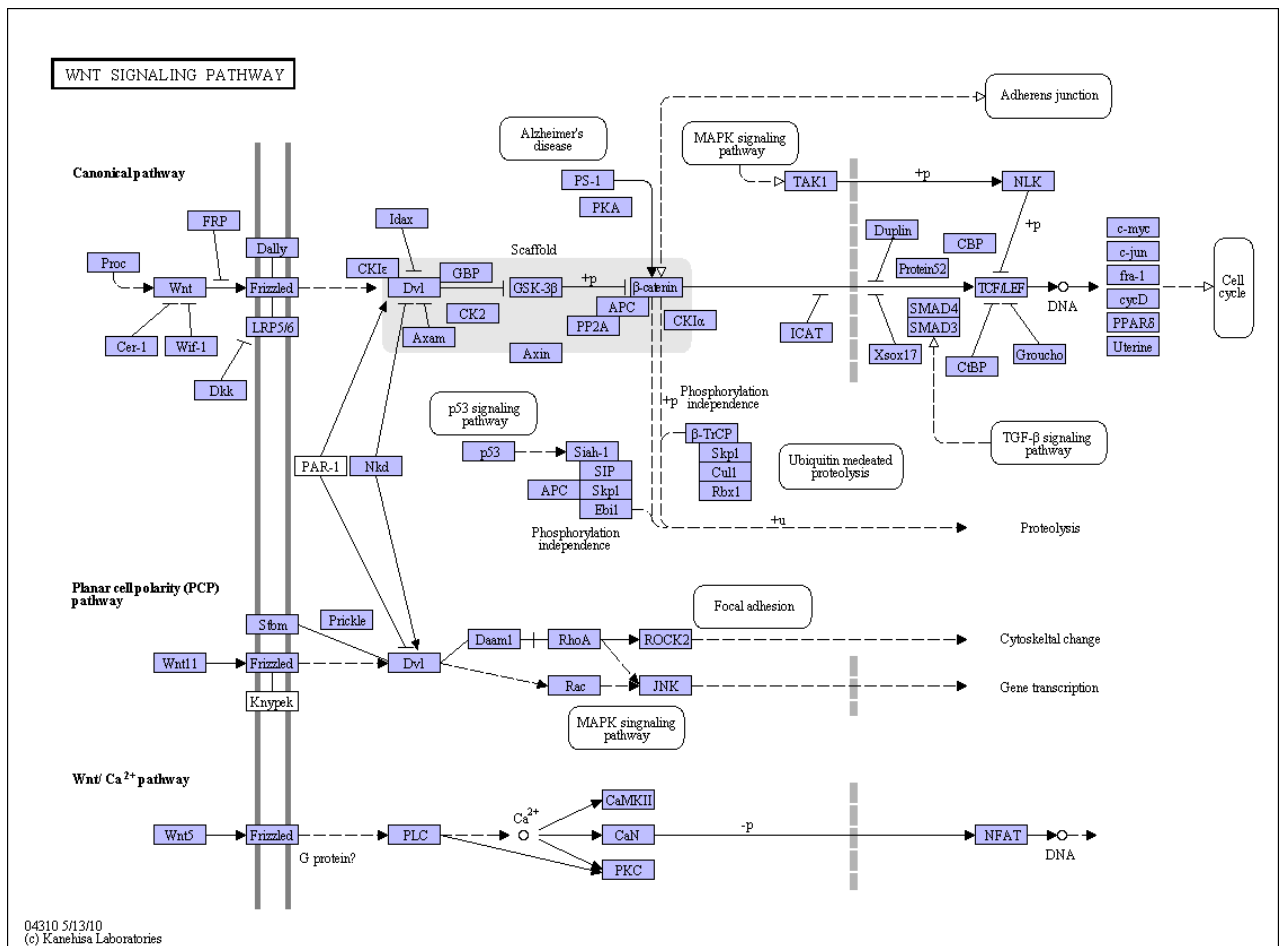 WNT SIGNALING PATHWAY
Adherens junction
Alzheimer's
disease
MAPK signaling
pathway
Canonical pathway
PS-1
TAK1
+p
NLK
PKA
FRP
Idax
Duplin
c-myc
Dally
Scaffold
CBP
+p
c-jun
Proc
CKIε
GBP
+p
Protein52
fra-1
Wnt
Frizzled
Dvl
GSK-3β
β-catenin
TCF/LEF
DNA
cycD
Cell
cycle
LRP5/6
CK2
APC
PP2A
CKIα
ICAT
SMAD4
SMAD3
PPARδ
Cer-1
Wif-1
Axam
Axin
Xsox17
CtBP
Groucho
Uterine
Dkk
p53 signaling
pathway
+p
Phosphorylation
independence
TGF-β signaling
pathway
PAR-1
Nkd
p53
Siah-1
SIP
APC
Skp1
Ebi1
β-TrCP
Skp1
Cul1
Rbx1
Ubiquitin medeated
proteolysis
Phosphorylation
independence
+u
Proteolysis
Planar cell polarity (PCP)
pathway
Focal adhesion
Stbm
Prickle
Daam1
RhoA
ROCK2
Cytoskeltal change
Wnt11
Frizzled
Dvl
Rac
JNK
Gene transcription
Knypek
MAPK singnaling
pathway
Wnt/ Ca2+ pathway
CaMKII
Ca2+
Wnt5
Frizzled
PLC
CaN
-p
NFAT
DNA
G protein?
PKC
04310 5/13/10
(c) Kanehisa Laboratories